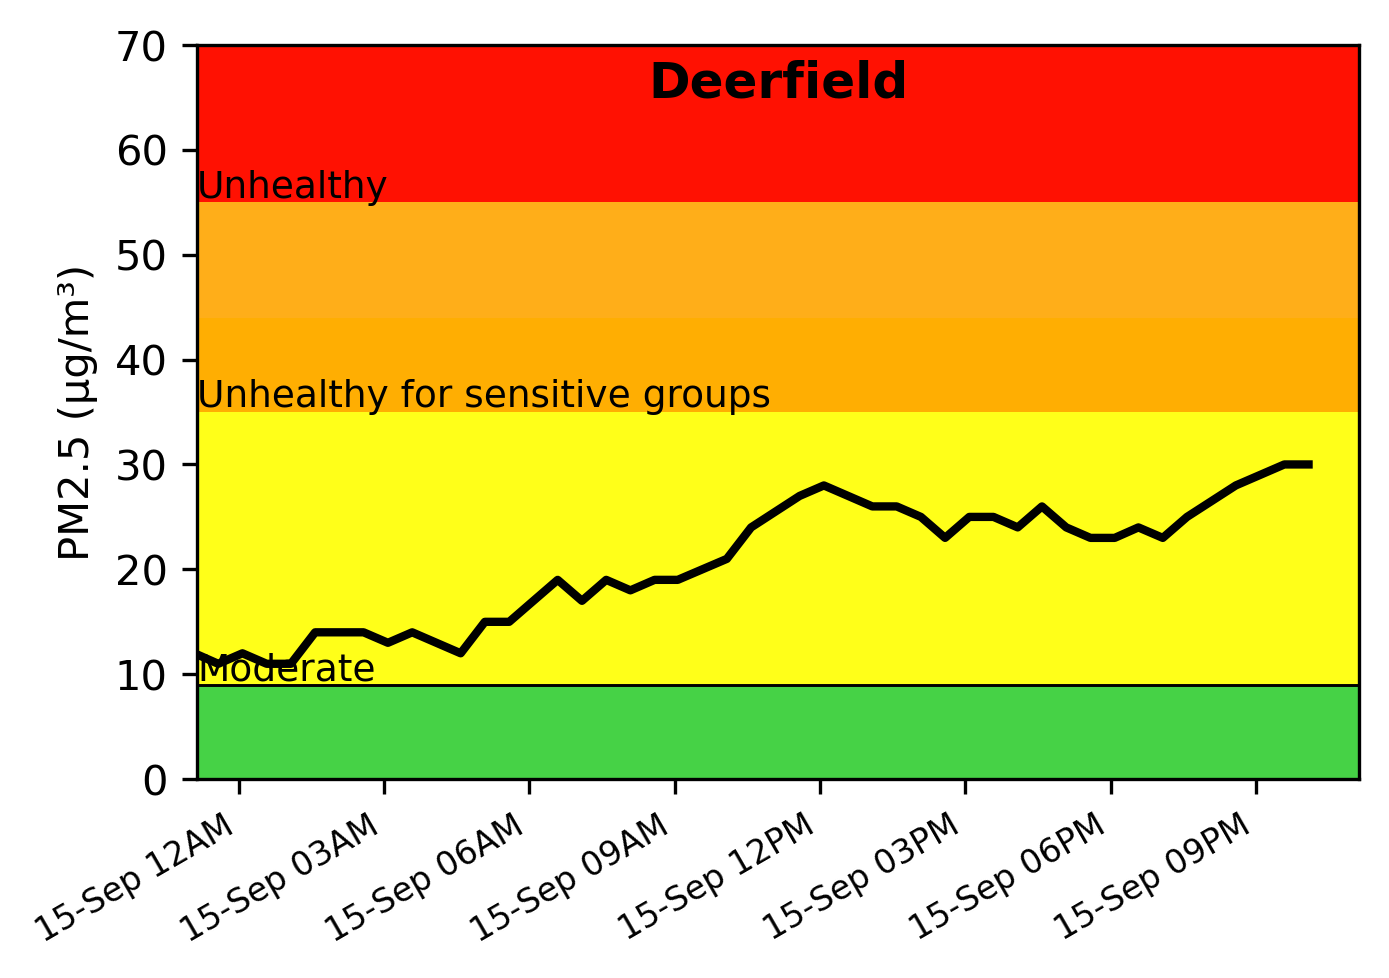 Deerfield
70
60
Unhealthy
50
40
Unhealthy for sensitive groups
30
20
10
Moderate
0
PM2.5 (µg/m³)
15-Sep 12AM
15-Sep 03AM
15-Sep 06AM
15-Sep 09AM
15-Sep 12PM
15-Sep 03PM
15-Sep 06PM
15-Sep 09PM